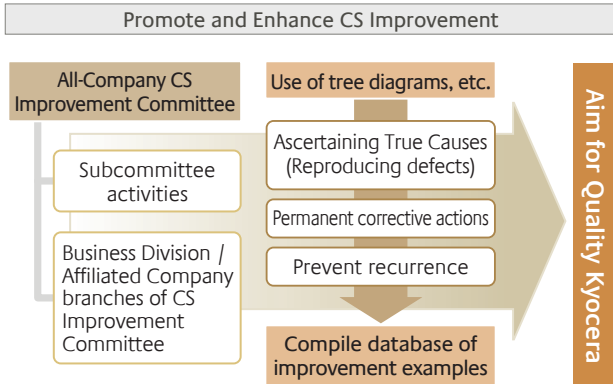 Promote and Enhance CS Improvement
All-Company CS
Improvement Committee
Subcommittee
activities
Business Division /
Affiliated Company
branches of CS
Improvement
Committee
Use of tree diagrams, etc.
Ascertaining True Causes
(Reproducing defects)
Permanent corrective actions
Prevent recurrence
Compile database of
improvement examples
Aim for Quality Kyocera